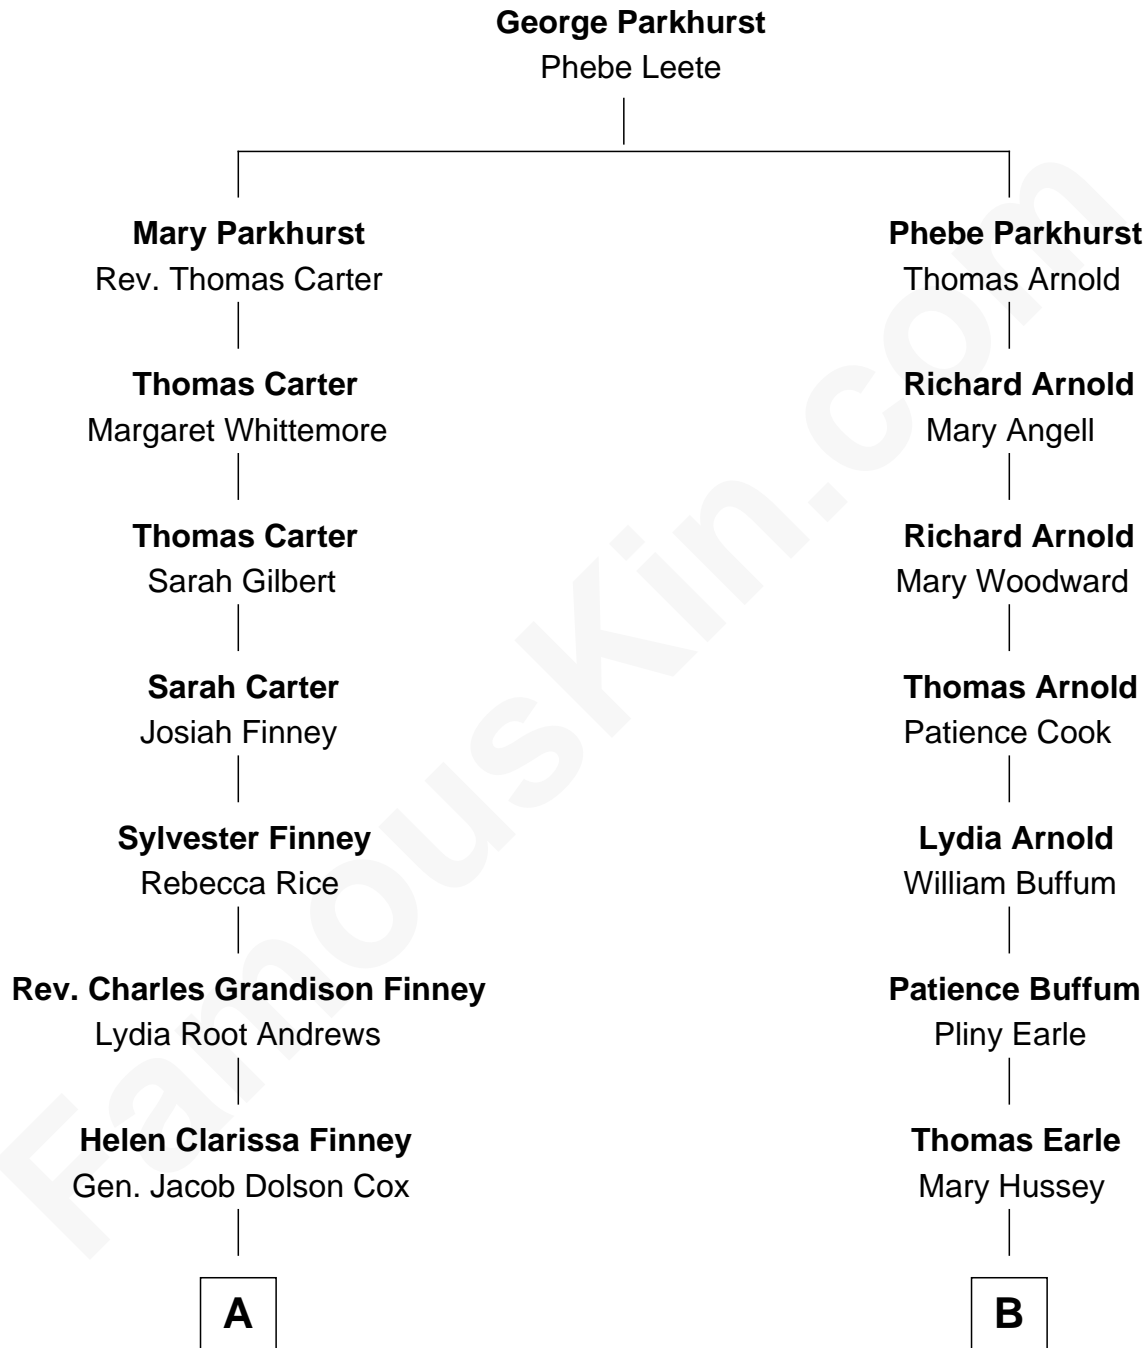 George Parkhurst
Phebe Leete
Mary Parkhurst
Rev. Thomas Carter
Phebe Parkhurst
Thomas Arnold
Thomas Carter
Margaret Whittemore
Richard Arnold
Mary Angell
Thomas Carter
Sarah Gilbert
Richard Arnold
Mary Woodward
Sarah Carter
Josiah Finney
Thomas Arnold
Patience Cook
Sylvester Finney
Rebecca Rice
Lydia Arnold
William Buffum
Rev. Charles Grandison Finney
Lydia Root Andrews
Patience Buffum
Pliny Earle
Helen Clarissa Finney
Gen. Jacob Dolson Cox
Thomas Earle
Mary Hussey
A
B
FamousKin.com